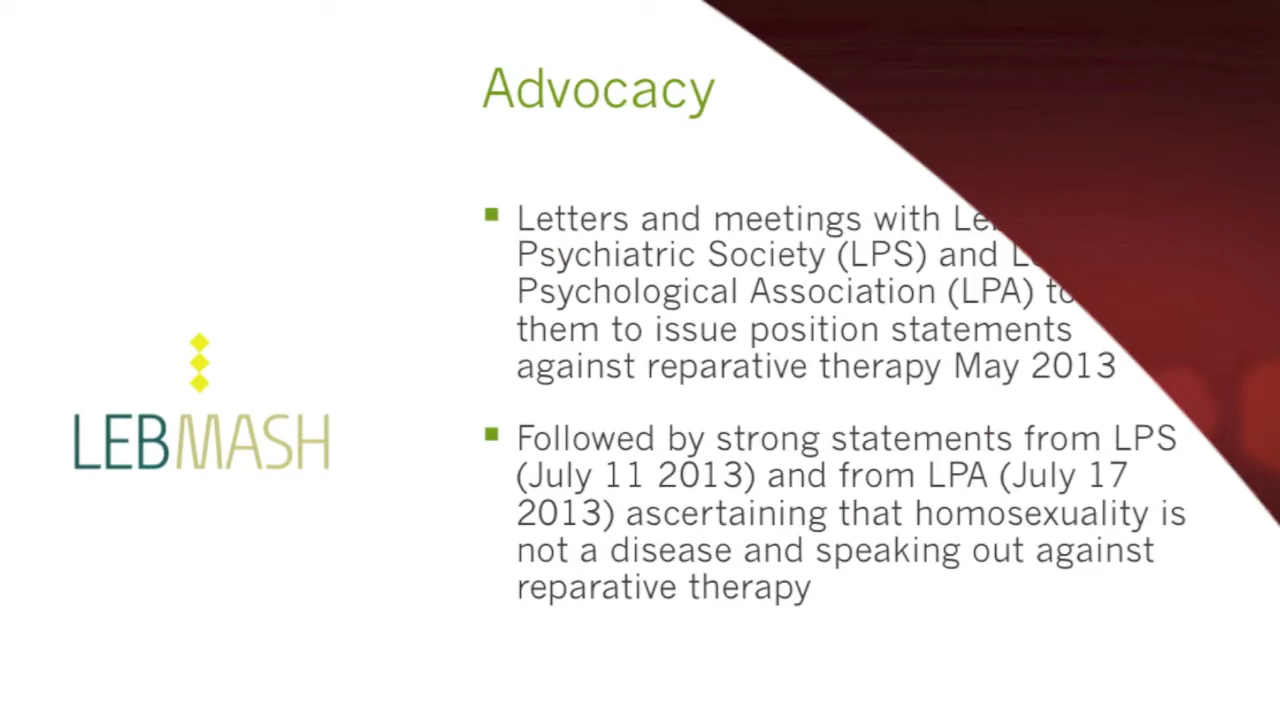 Advocacy
Letters and meetings with
Psychiatric Society (LPS) and
Psychological Association (LPA) to
them to issue position statements
against reparative therapy May 2013
LEBMASH
Followed by strong statements from LPS
(July 11 2013) and from LPA (July 17
2013) ascertaining that homosexuality is
not a disease and speaking out against
reparative therapy